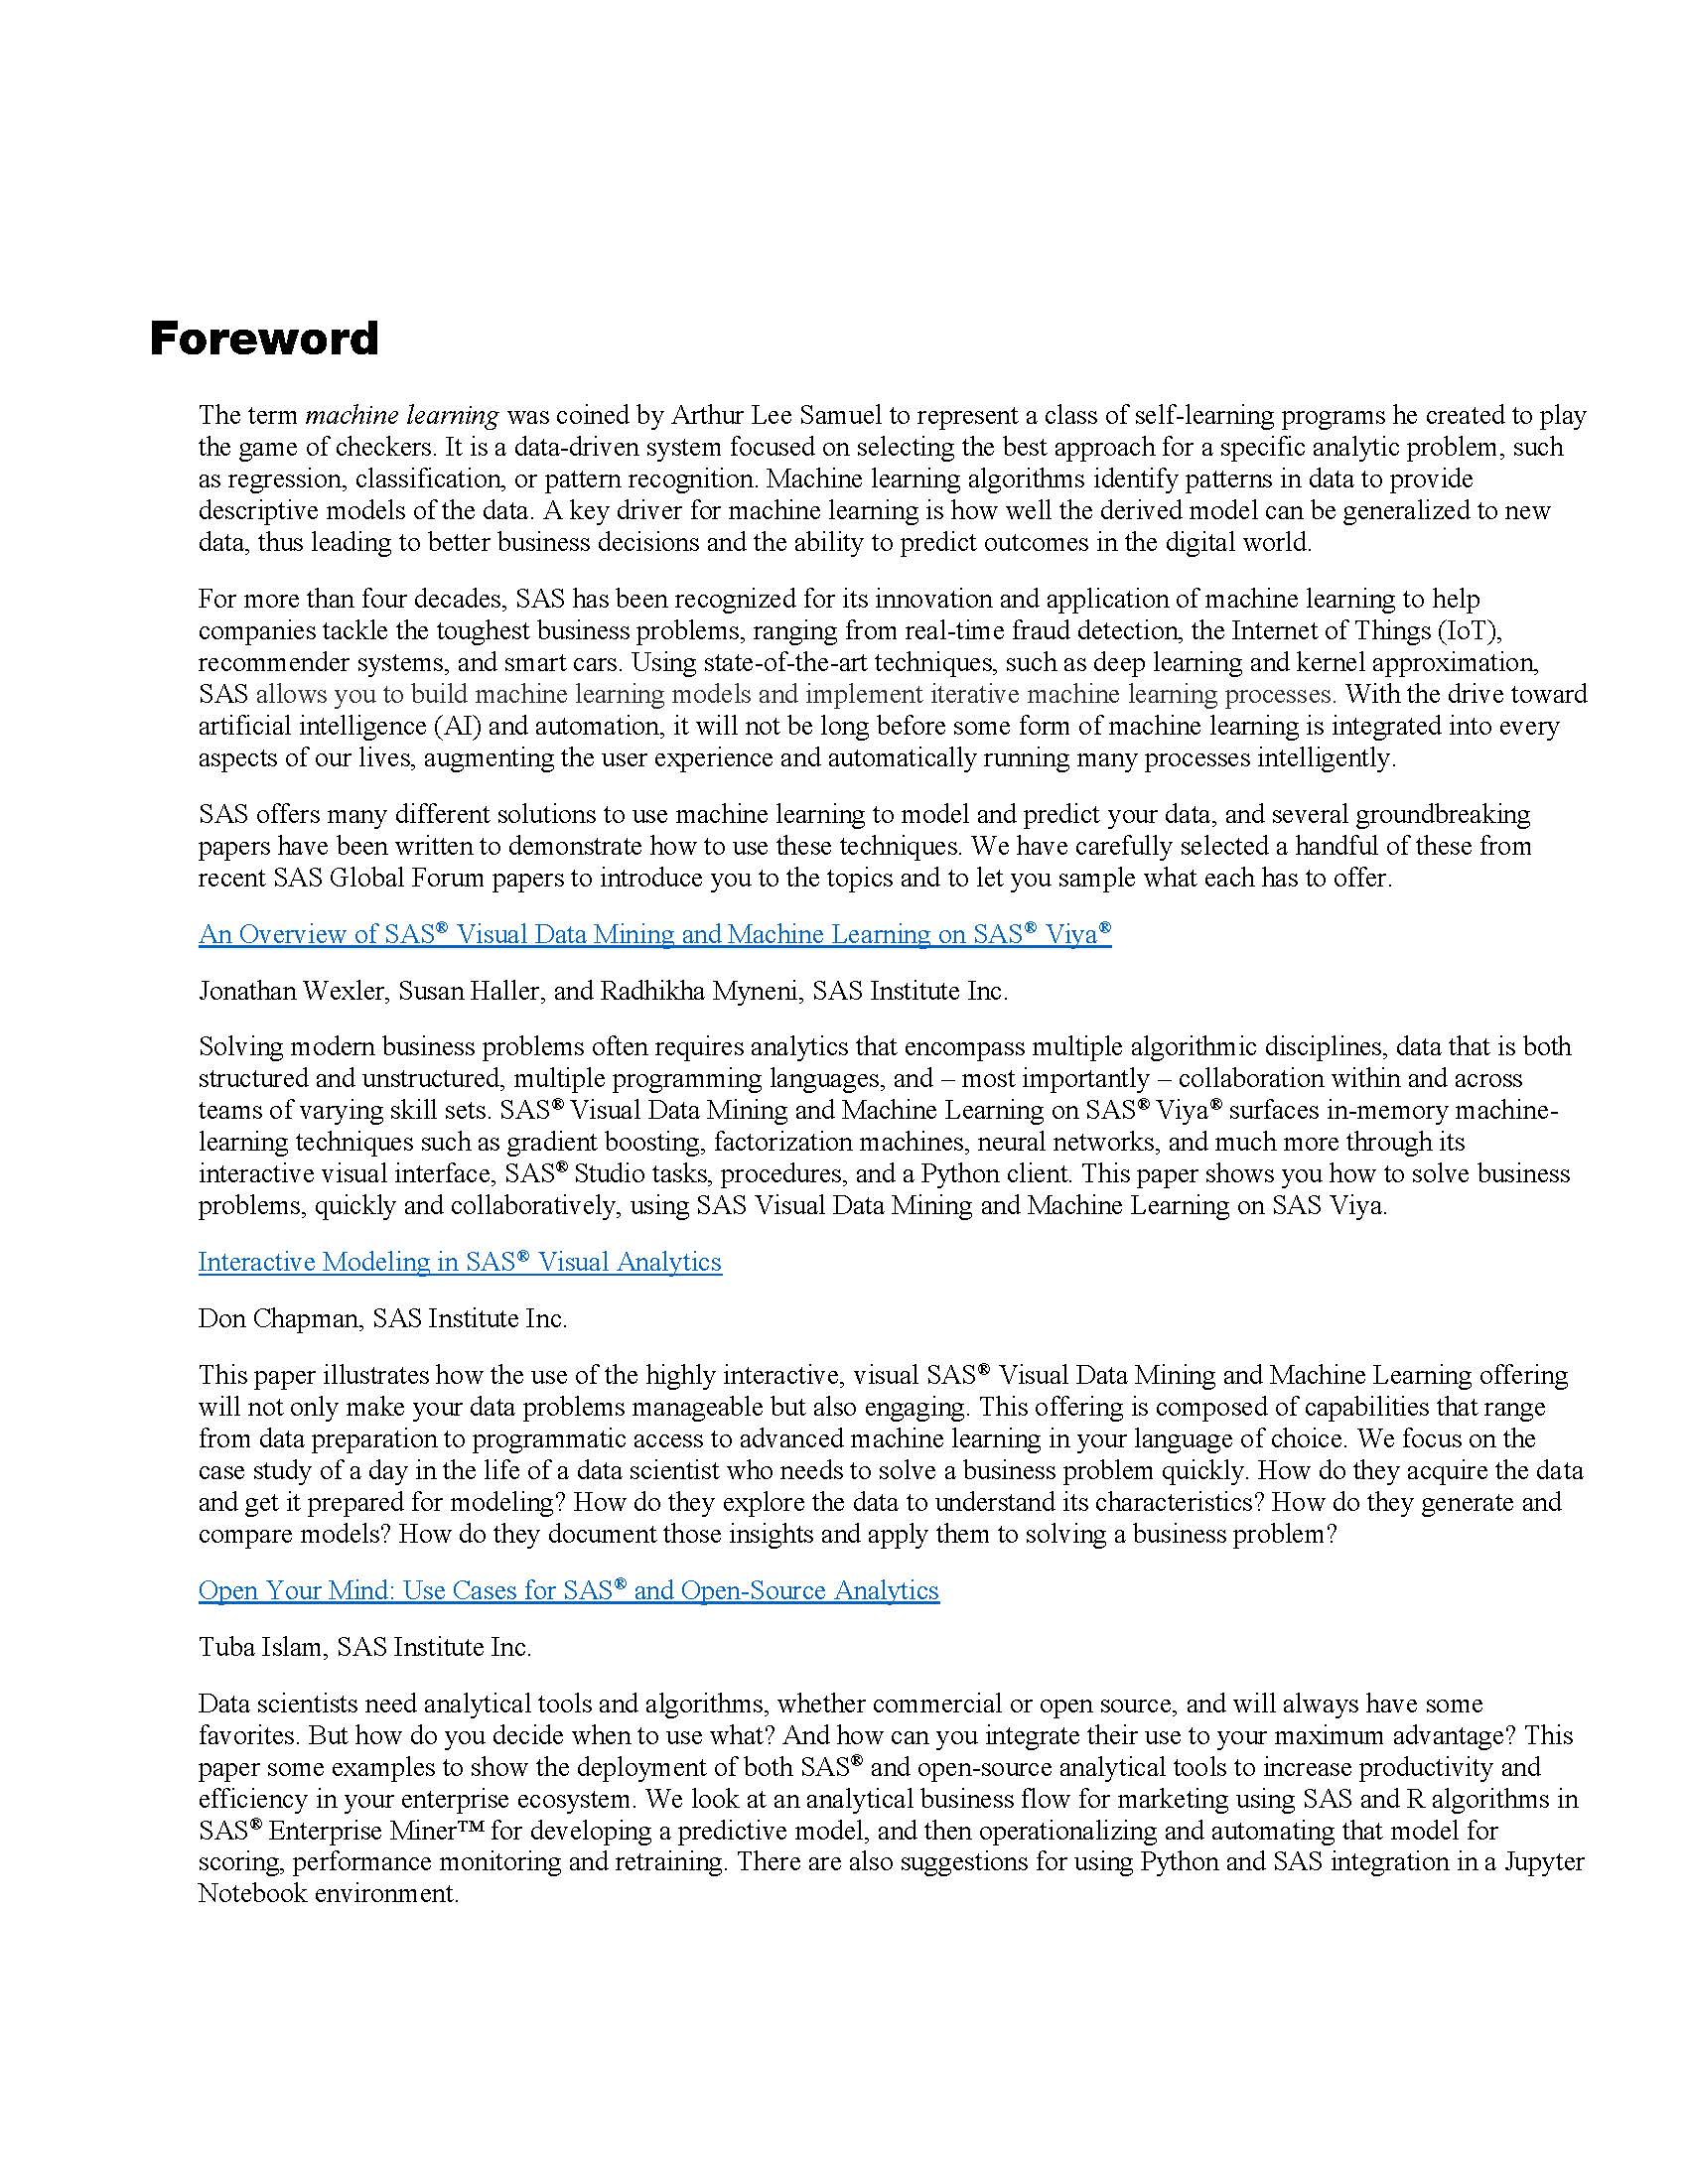 Foreword
The term machine learning was coined by Arthur Lee Samuel to represent a class of self-learning programs he created to play
the game of checkers. It is a data-driven system focused on selecting the best approach for a specific analytic problem, such
as regression, classification, or pattern recognition. Machine learning algorithms identify patterns in data to provide
descriptive models of the data. A key driver for machine learning is how well the derived model can be generalized to new
data, thus leading to better business decisions and the ability to predict outcomes in the digital world.
For more than four decades, SAS has been recognized for its innovation and application of machine learning to help
companies tackle the toughest business problems, ranging from real-time fraud detection, the Internet of Things (IoT),
recommender systems, and smart cars. Using state-of-the-art techniques, such as deep learning and kernel approximation,
SAS allows you to build machine learning models and implement iterative machine learning processes. With the drive toward
artificial intelligence (AI) and automation, it will not be long before some form of machine learning is integrated into every
aspects of our lives, augmenting the user experience and automatically running many processes intelligently.
SAS offers many different solutions to use machine learning to model and predict your data, and several groundbreaking
papers have been written to demonstrate how to use these techniques. We have carefully selected a handful of these from
recent SAS Global Forum papers to introduce you to the topics and to let you sample what each has to offer.
An Overview of SAS® Visual Data Mining and Machine Learning on SAS® Viya®
Jonathan Wexler, Susan Haller, and Radhikha Myneni, SAS Institute Inc.
Solving modern business problems often requires analytics that encompass multiple algorithmic disciplines, data that is both
structured and unstructured, multiple programming languages, and – most importantly – collaboration within and across
teams of varying skill sets. SAS® Visual Data Mining and Machine Learning on SAS® Viya® surfaces in-memory machine-
learning techniques such as gradient boosting, factorization machines, neural networks, and much more through its
interactive visual interface, SAS® Studio tasks, procedures, and a Python client. This paper shows you how to solve business
problems, quickly and collaboratively, using SAS Visual Data Mining and Machine Learning on SAS Viya.
Interactive Modeling in SAS® Visual Analytics
Don Chapman, SAS Institute Inc.
This paper illustrates how the use of the highly interactive, visual SAS® Visual Data Mining and Machine Learning offering
will not only make your data problems manageable but also engaging. This offering is composed of capabilities that range
from data preparation to programmatic access to advanced machine learning in your language of choice. We focus on the
case study of a day in the life of a data scientist who needs to solve a business problem quickly. How do they acquire the data
and get it prepared for modeling? How do they explore the data to understand its characteristics? How do they generate and
compare models? How do they document those insights and apply them to solving a business problem?
Open Your Mind: Use Cases for SAS® and Open-Source Analytics
Tuba Islam, SAS Institute Inc.
Data scientists need analytical tools and algorithms, whether commercial or open source, and will always have some
favorites. But how do you decide when to use what? And how can you integrate their use to your maximum advantage? This
paper some examples to show the deployment of both SAS® and open-source analytical tools to increase productivity and
efficiency in your enterprise ecosystem. We look at an analytical business flow for marketing using SAS and R algorithms in
SAS® Enterprise Miner™ for developing a predictive model, and then operationalizing and automating that model for
scoring, performance monitoring and retraining. There are also suggestions for using Python and SAS integration in a Jupyter
Notebook environment.